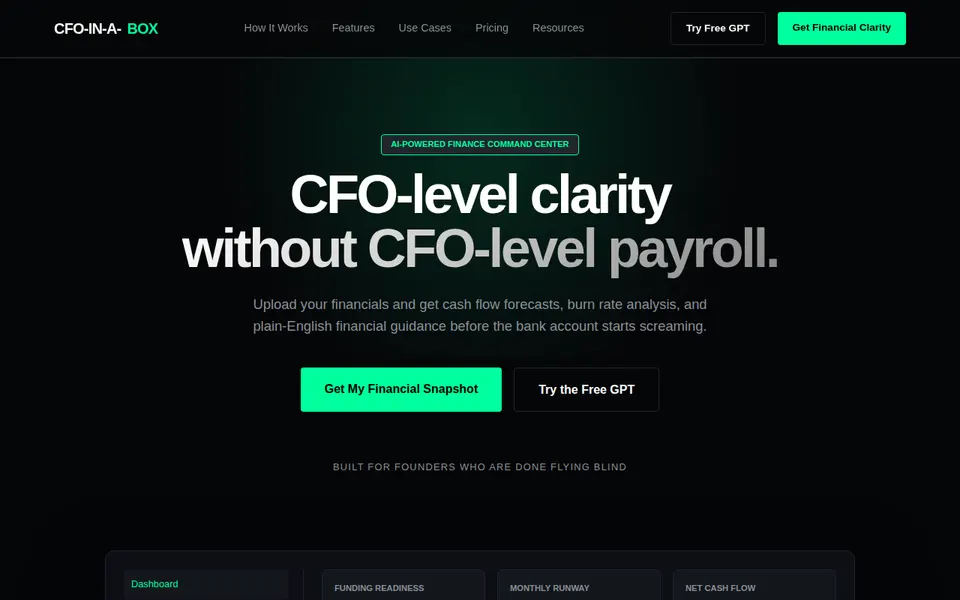 CFO-IN-A- BOX
How It Works
Features
Use Cases
Pricing
Resources
Try Free GPT
Get Financial Clarity
AI-POWERED FINANCE COMMAND CENTER
CFO-level clarity
without CFO-level payroll.
Upload your financials and get cash flow forecasts, burn rate analysis, and
plain-English financial guidance before the bank account starts screaming.
Get My Financial Snapshot
Try the Free GPT
BUILT FOR FOUNDERS WHO ARE DONE FLYING BLIND
Dashboard
FUNDING READINESS
MONTHLY RUNWAY
NET CASH FLOW